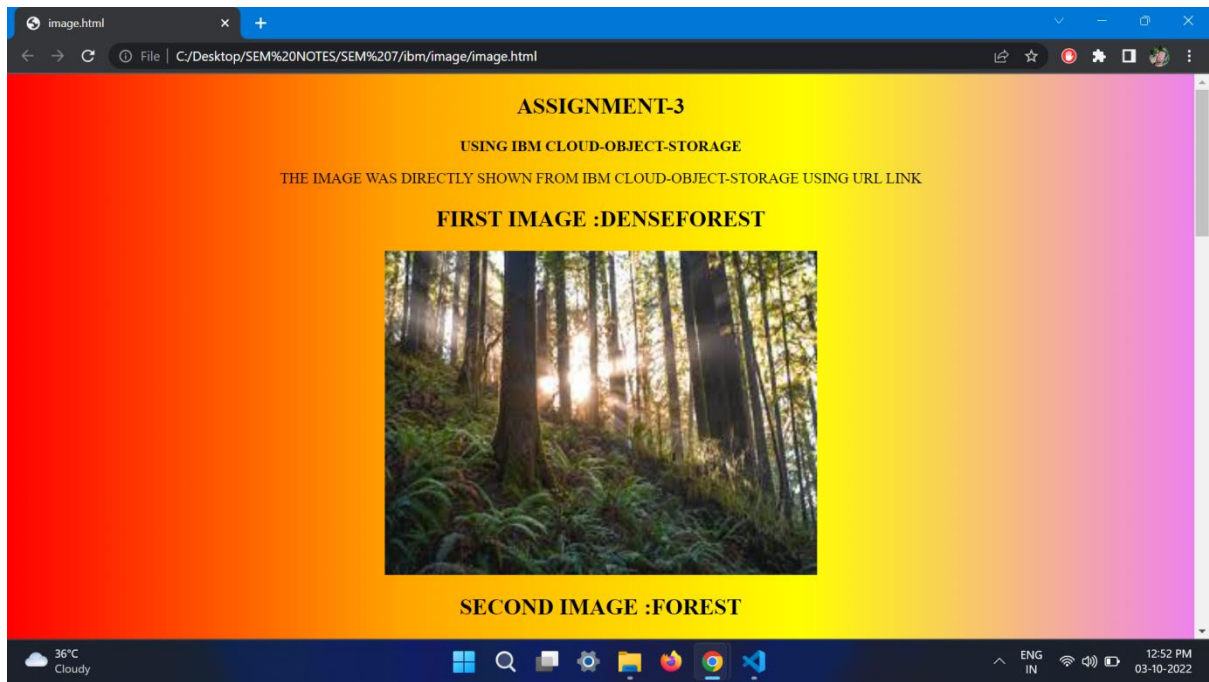 image.html
File | C:/Desktop/SEM%20NOTES/SEM%207/ibm/image/image.html
ASSIGNMENT-3
USING IBM CLOUD-OBJECT-STORAGE
THE IMAGE WAS DIRECTLY SHOWN FROM IBM CLOUD-OBJECT-STORAGE USING URL LINK
FIRST IMAGE :DENSEFOREST
SECOND IMAGE :FOREST
36°C
Cloudy
ENG
IN
12:52 PM
03-10-2022